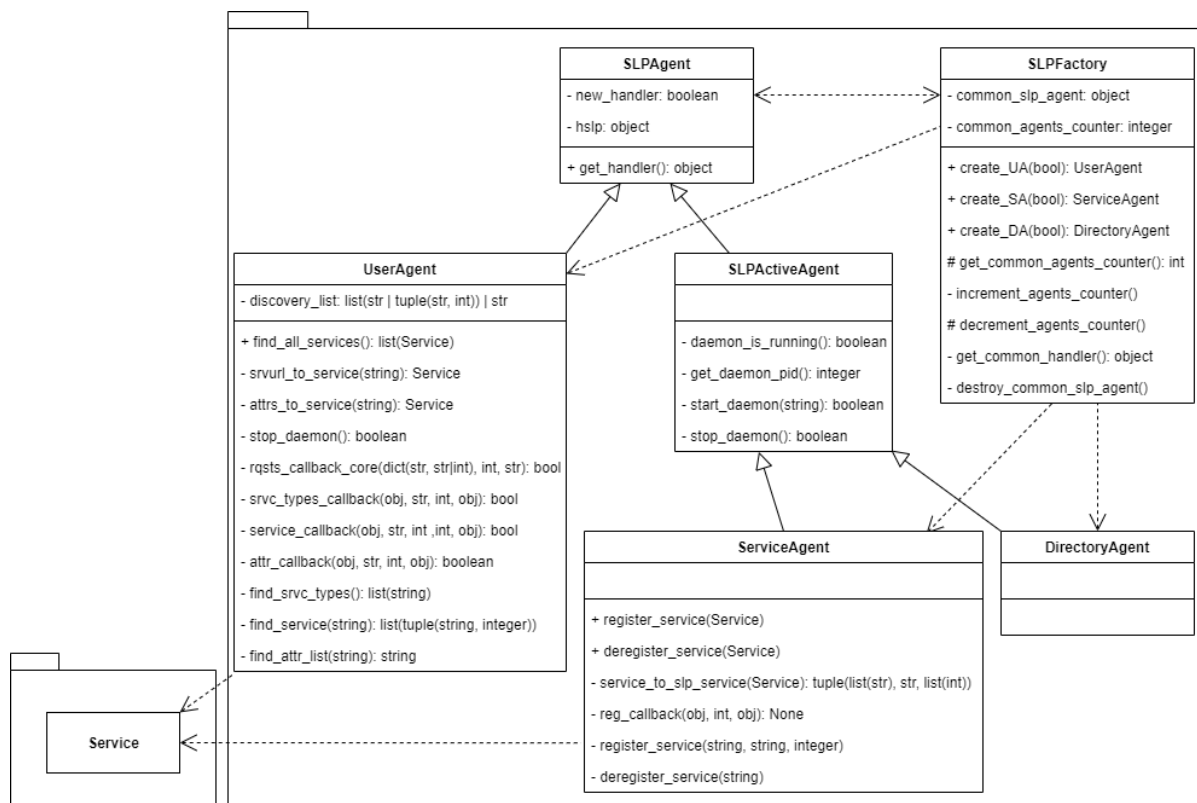 SLPAgent
- new_handler: boolean
- hslp: object
+ get_handler(): object
SLPFactory
- common_slp_agent: object
- common_agents_counter: integer
+ create_UA(bool): UserAgent
+ create_SA(bool): ServiceAgent
+ create_DA(bool): DirectoryAgent
# get_common_agents_counter(): int
- increment_agents_counter()
# decrement_agents_counter()
- get_common_handler(): object
- destroy_common_slp_agent()
UserAgent
- discovery_list: list(str | tuple(str, int)) | str
+ find_all_services(): list(Service)
- srvurl_to_service(string): Service
- attrs_to_service(string): Service
- stop_daemon(): boolean
- rqsts_callback_core(dict(str, str|int), int, str): bool
- srvc_types_callback(obj, str, int, obj): bool
- service_callback(obj, str, int ,int, obj): bool
- attr_callback(obj, str, int, obj): boolean
- find_srvc_types(): list(string)
- find_service(string): list(tuple(string, integer))
- find_attr_list(string): string
SLPActiveAgent
- daemon_is_running(): boolean
- get_daemon_pid(): integer
- start_daemon(string): boolean
- stop_daemon(): boolean
ServiceAgent
+ register_service(Service)
+ deregister_service(Service)
- service_to_slp_service(Service): tuple(list(str), str, list(int))
- reg_callback(obj, int, obj): None
- register_service(string, string, integer)
- deregister_service(string)
DirectoryAgent
Service